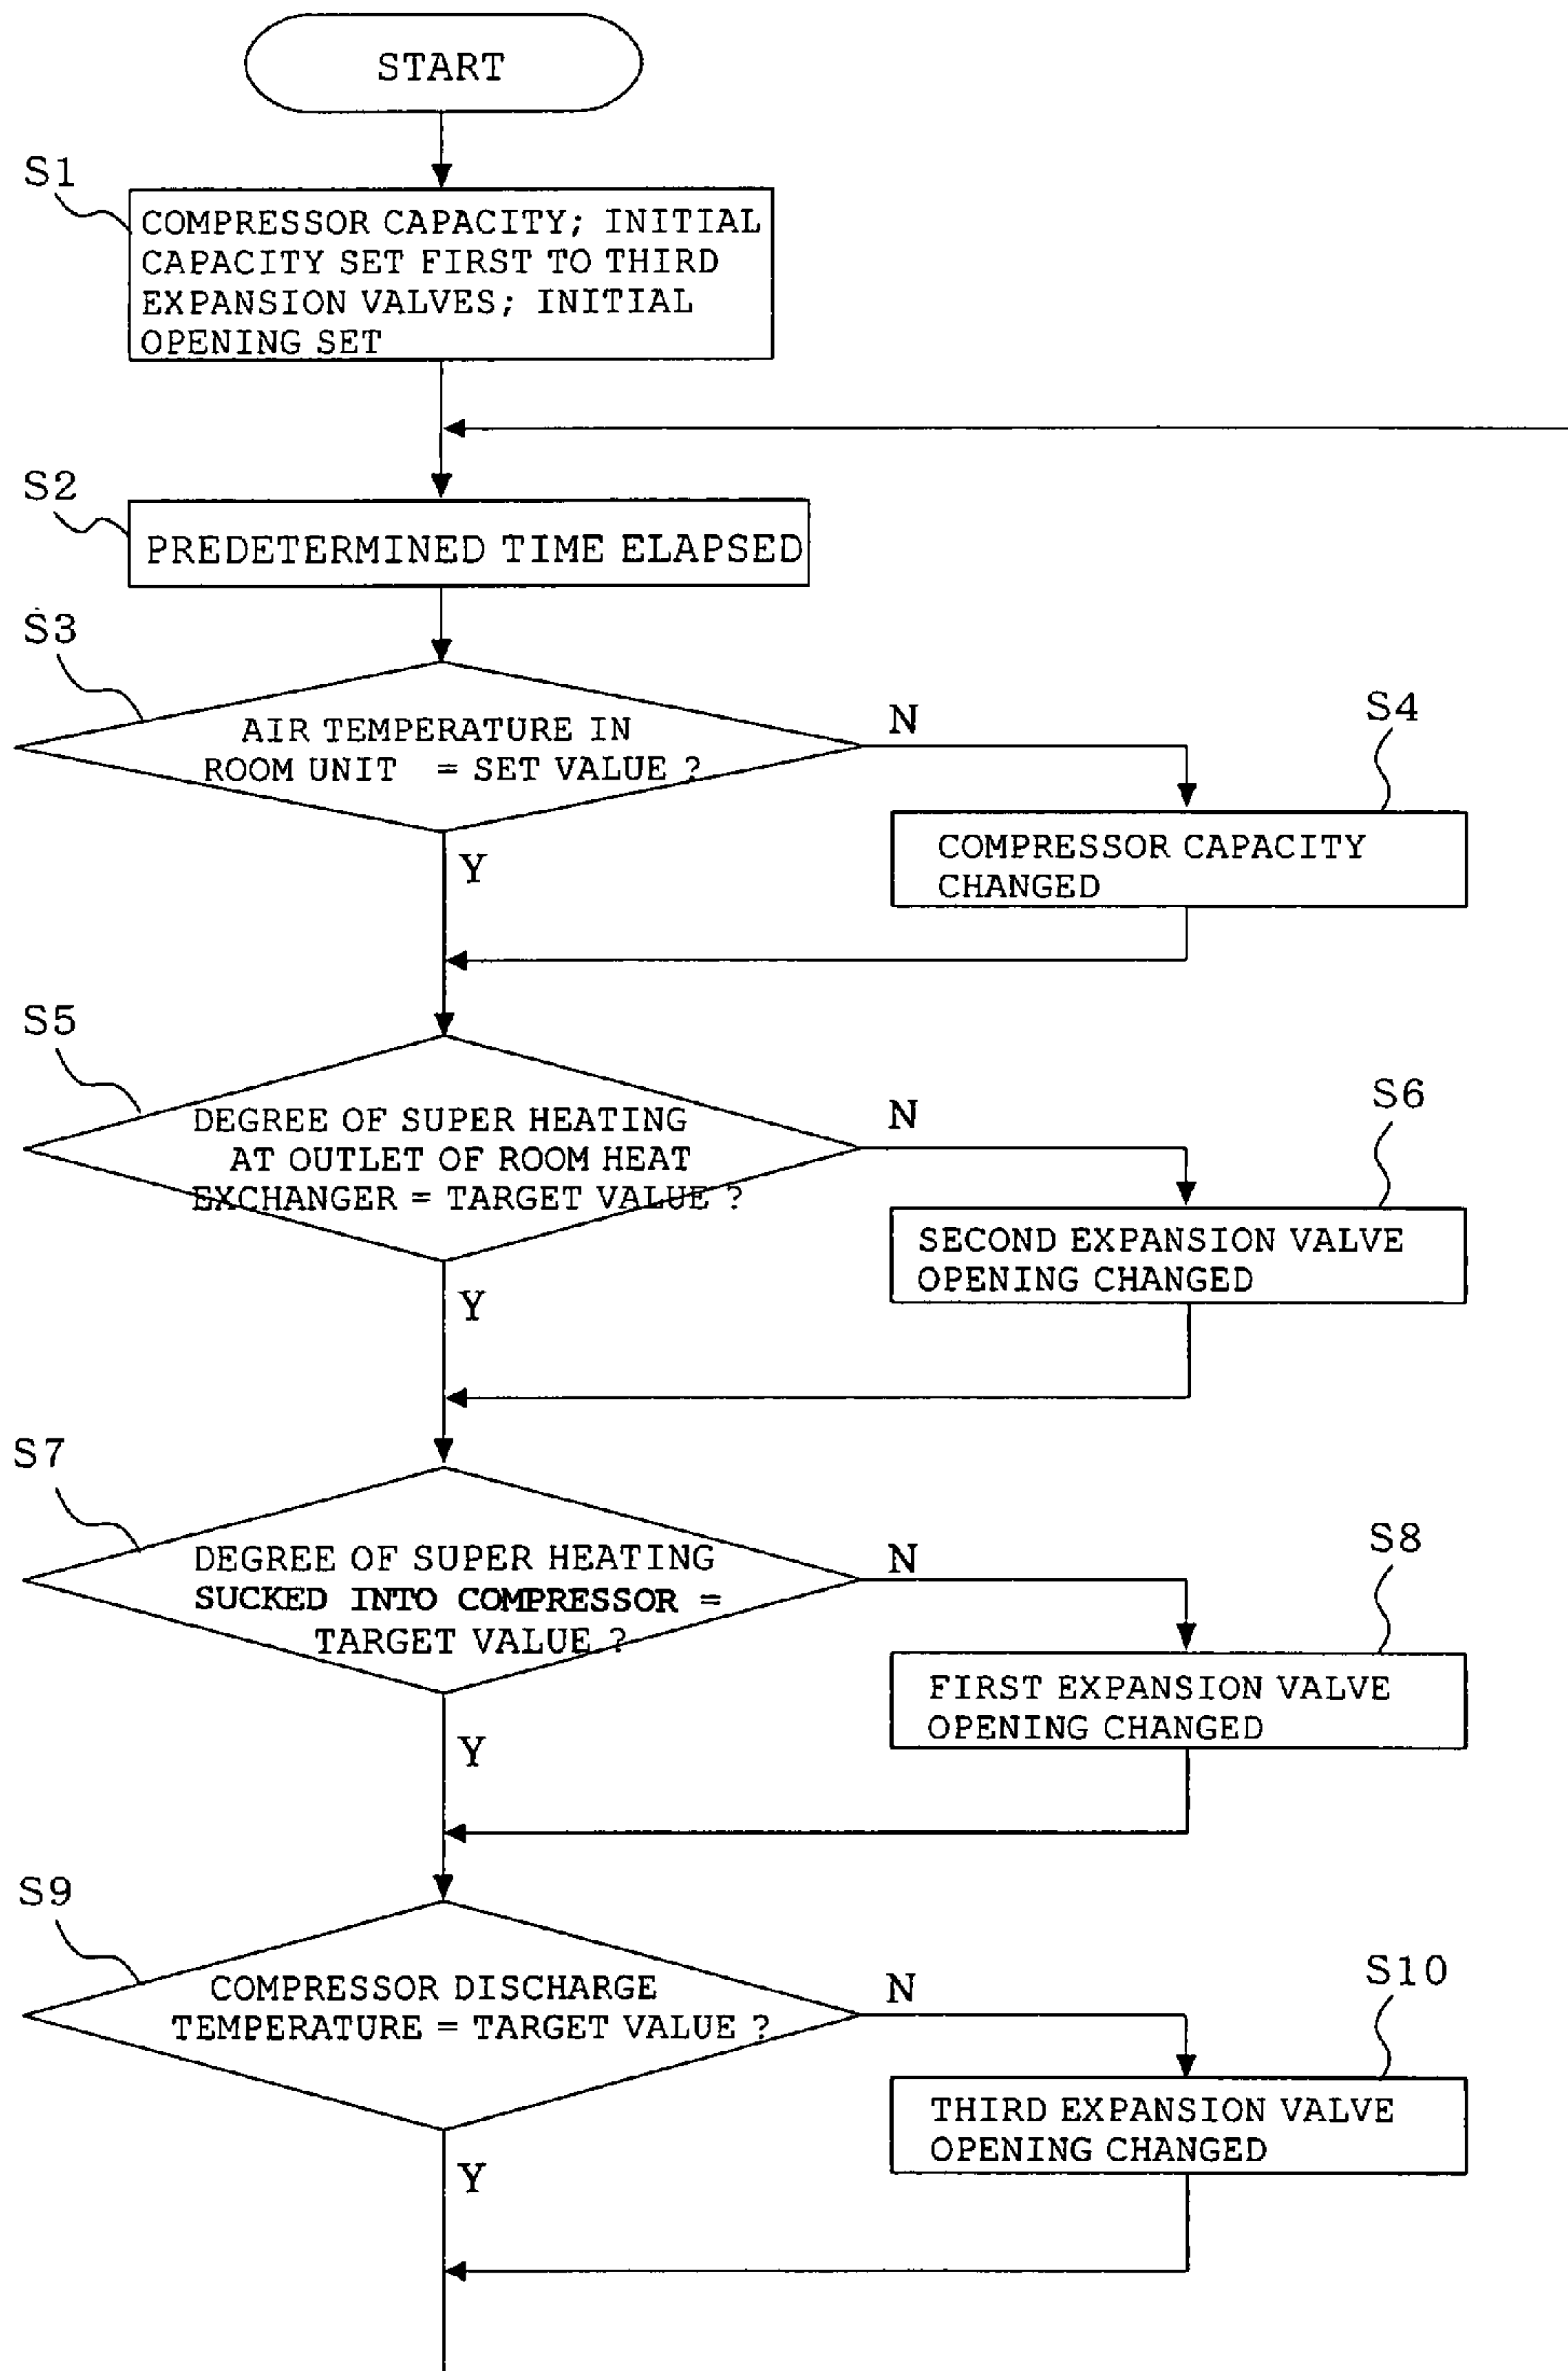 START
S1
COMPRESSOR CAPACITY; INITIAL
CAPACITY SET FIRST TO THIRD
EXPANSION VALVES; INITIAL
OPENING SET
S2
PREDETERMINED TIME ELAPSED
S3
AIR TEMPERATURE IN
ROOM UNIT = SET VALUE ?
N
S4
COMPRESSOR CAPACITY
CHANGED
Y
S5
DEGREE OF SUPER HEATING
AT OUTLET OF ROOM HEAT
EXCHANGER = TARGET VALUE ?
N
S6
SECOND EXPANSION VALVE
OPENING CHANGED
Y
S7
DEGREE OF SUPER HEATING
SUCKED INTO COMPRESSOR =
TARGET VALUE ?
N
S8
FIRST EXPANSION VALVE
OPENING CHANGED
Y
S9
COMPRESSOR DISCHARGE
TEMPERATURE = TARGET VALUE ?
N
S10
THIRD EXPANSION VALVE
OPENING CHANGED
Y